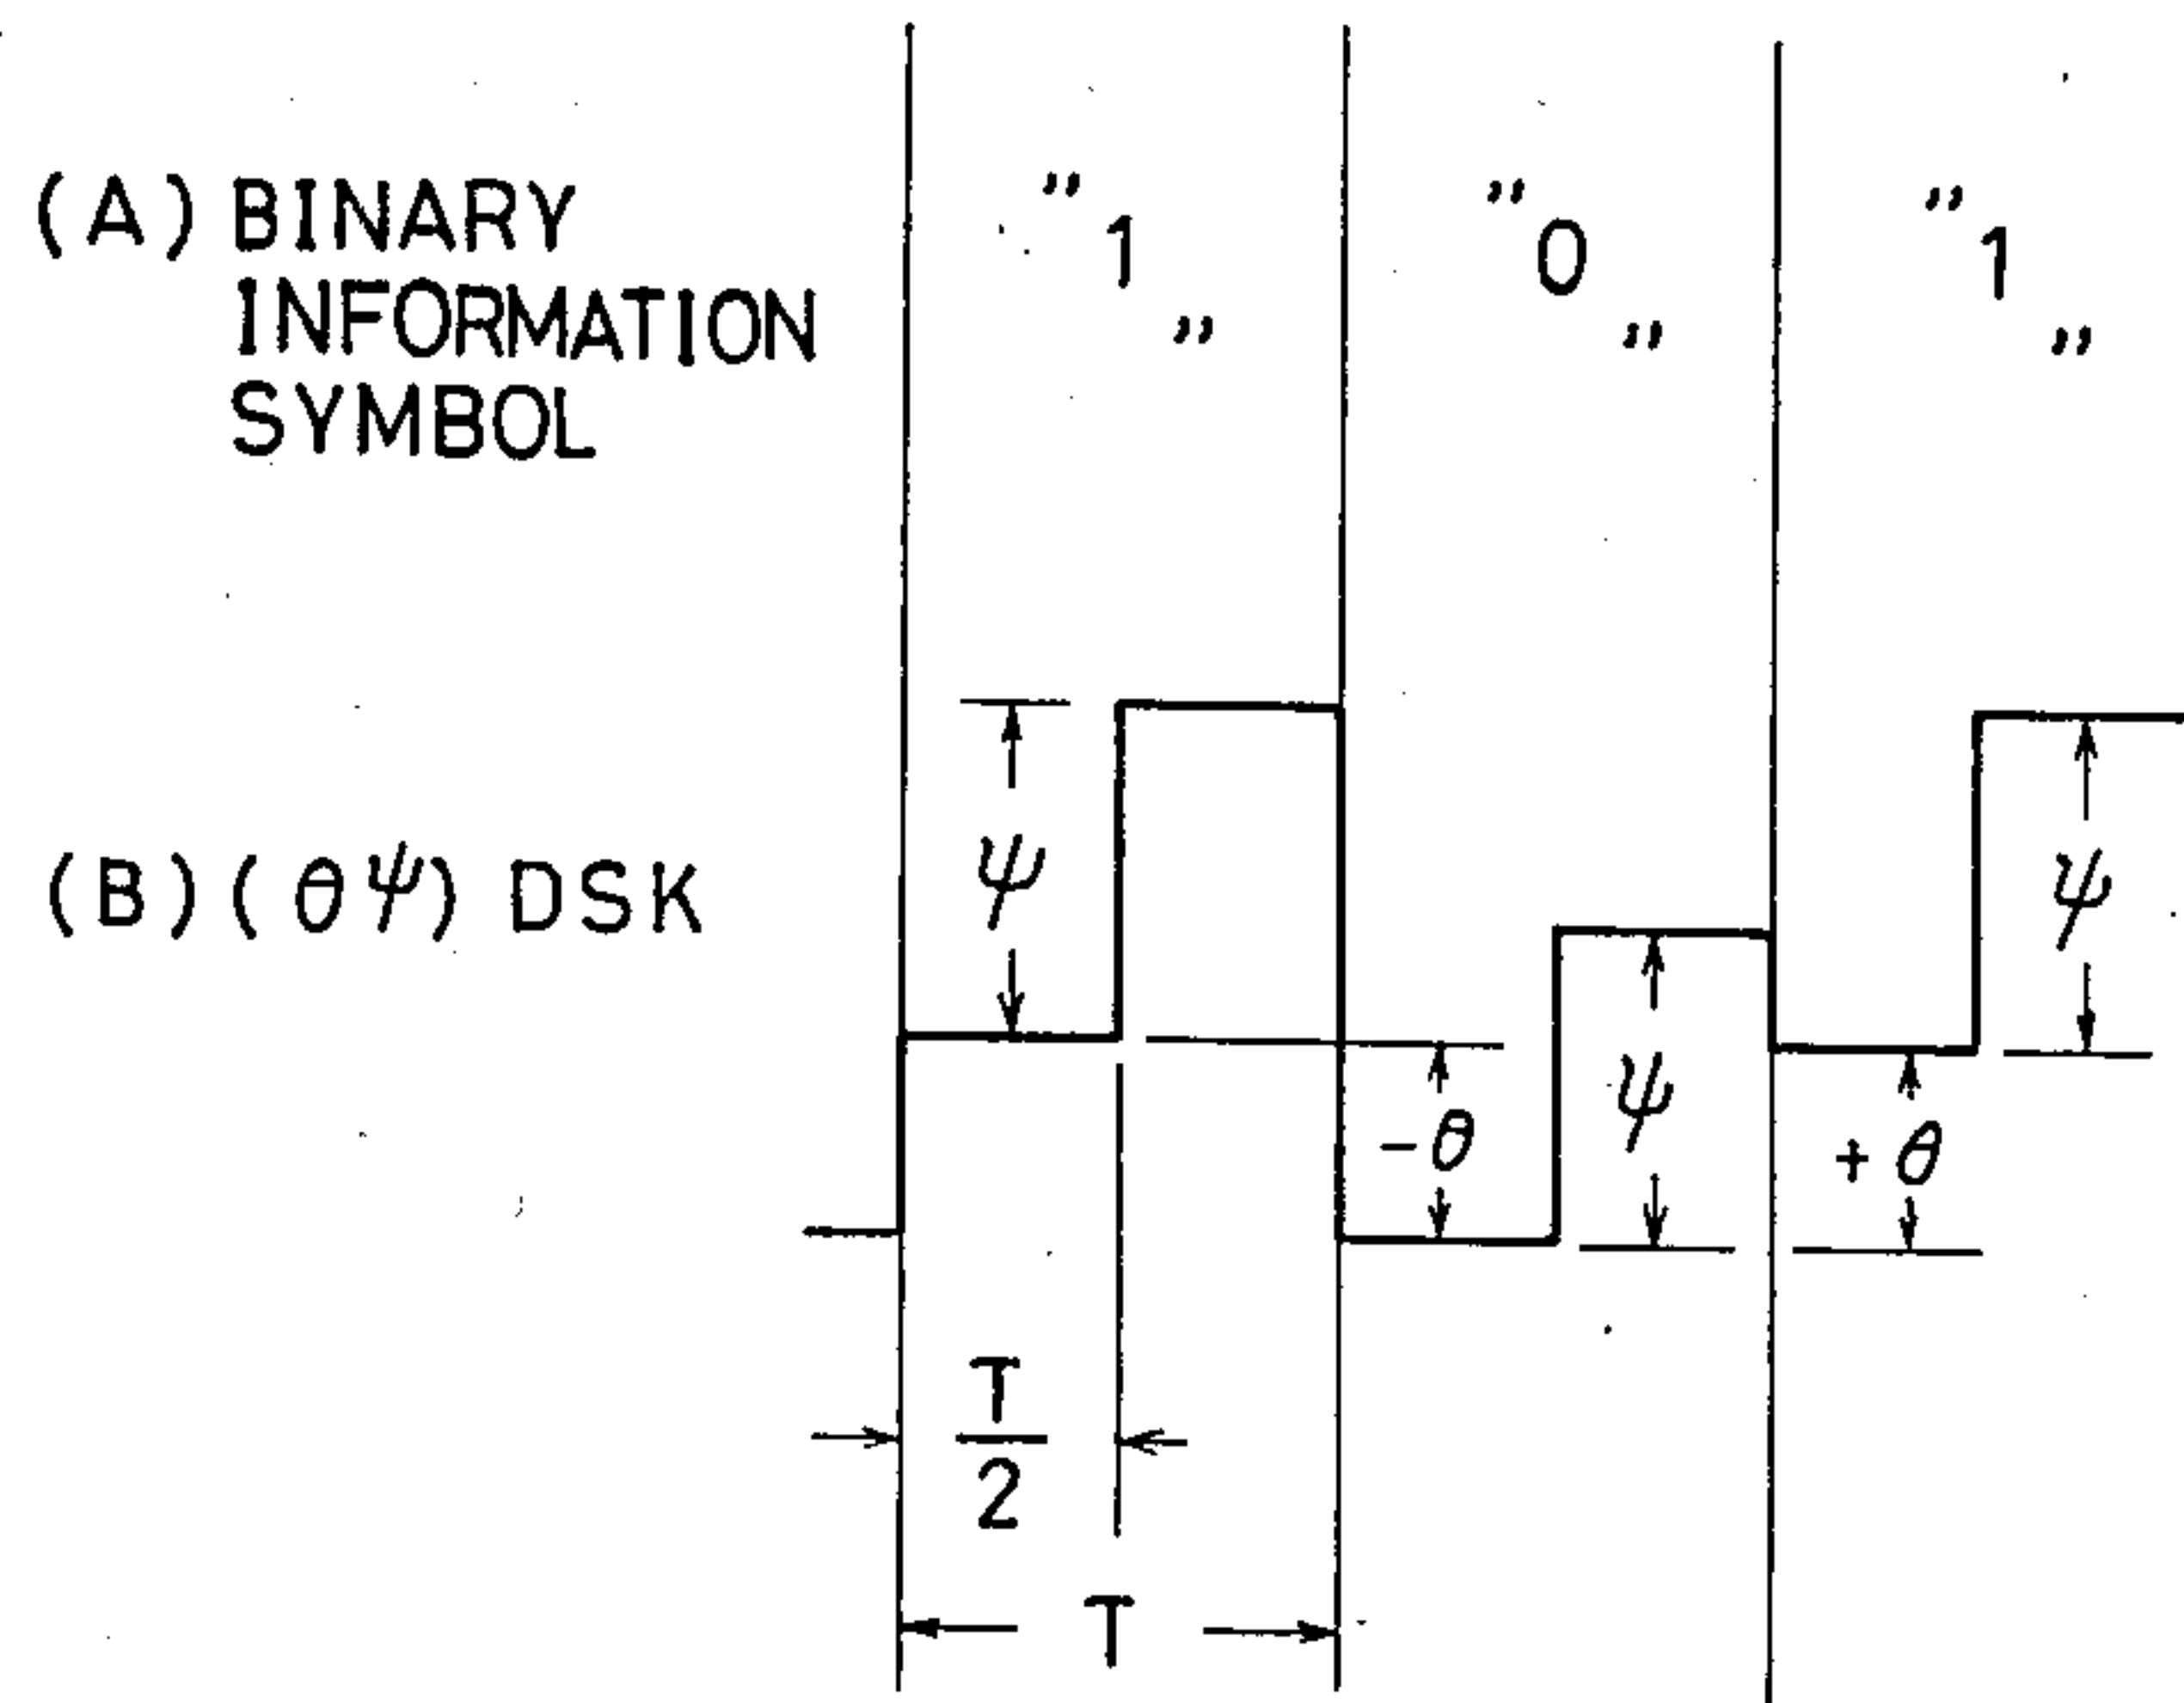 (A) BINARY
INFORMATION
SYMBOL
"1"
"0"
"1"
(B) (θψ) DSK
ψ
-θ
ψ
+θ
ψ
T
2
T